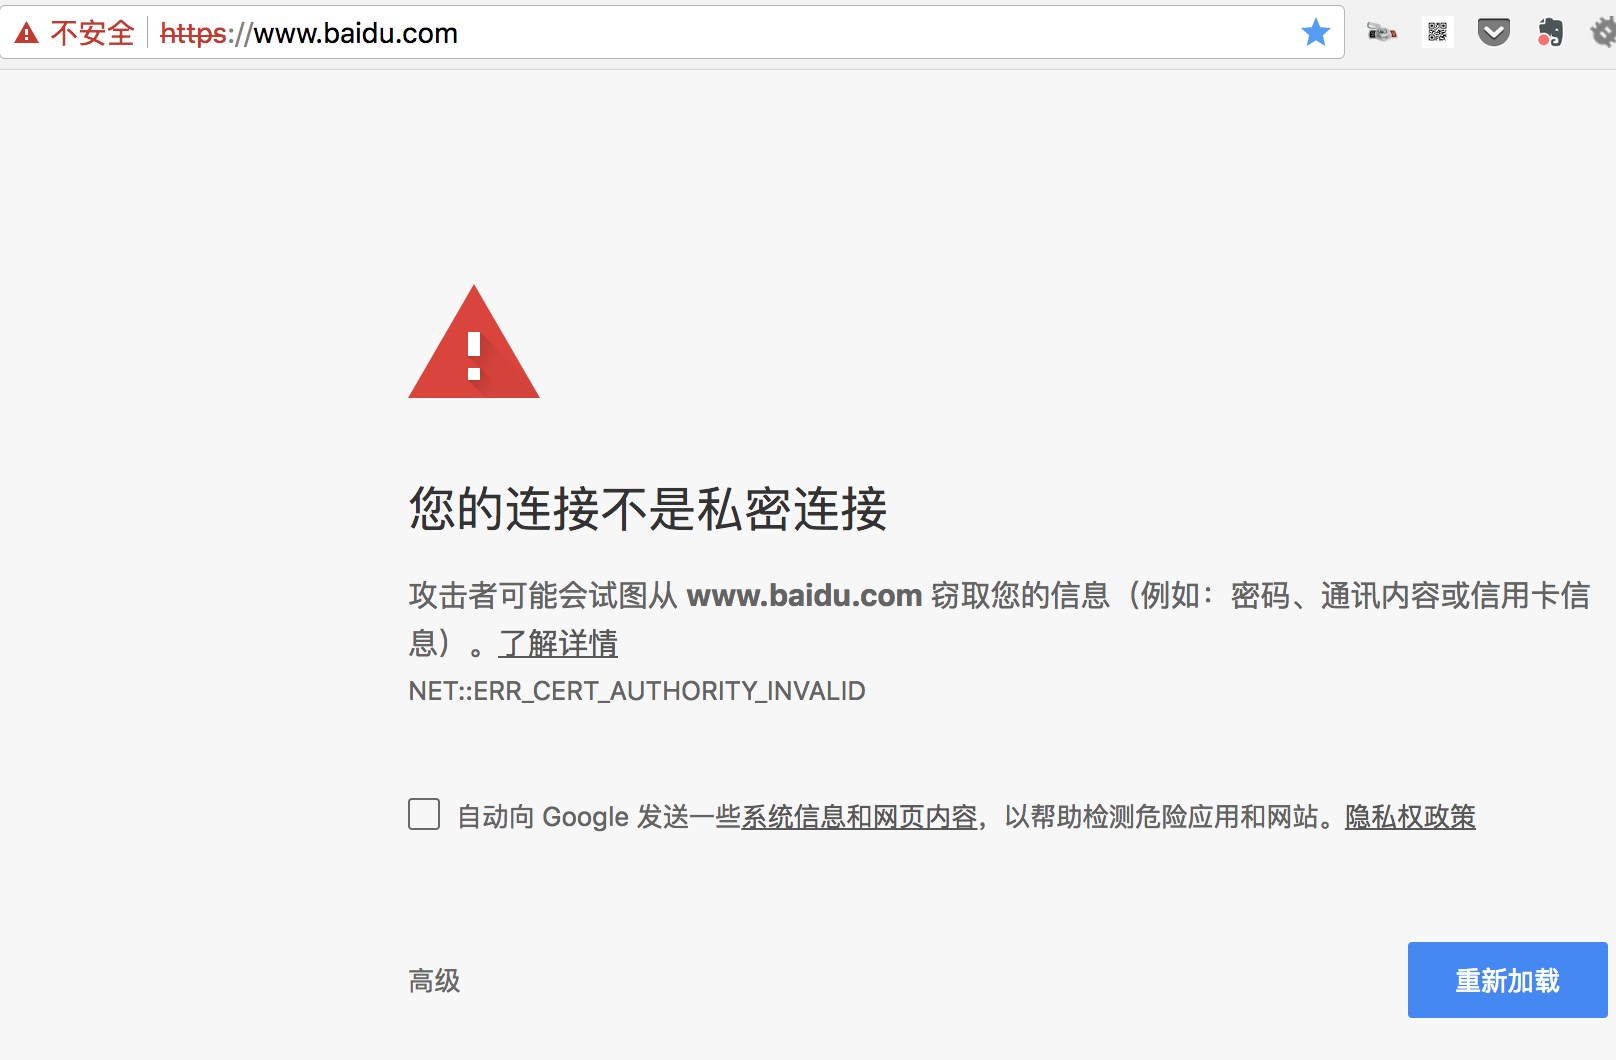 不安全 https://www.baidu.com
您的连接不是私密连接
攻击者可能会试图从 www.baidu.com 窃取您的信息（例如：密码、通讯内容或信用卡信
息）。了解详情
NET::ERR_CERT_AUTHORITY_INVALID
自动向 Google 发送一些系统信息和网页内容，以帮助检测危险应用和网站。隐私权政策
高级
重新加载